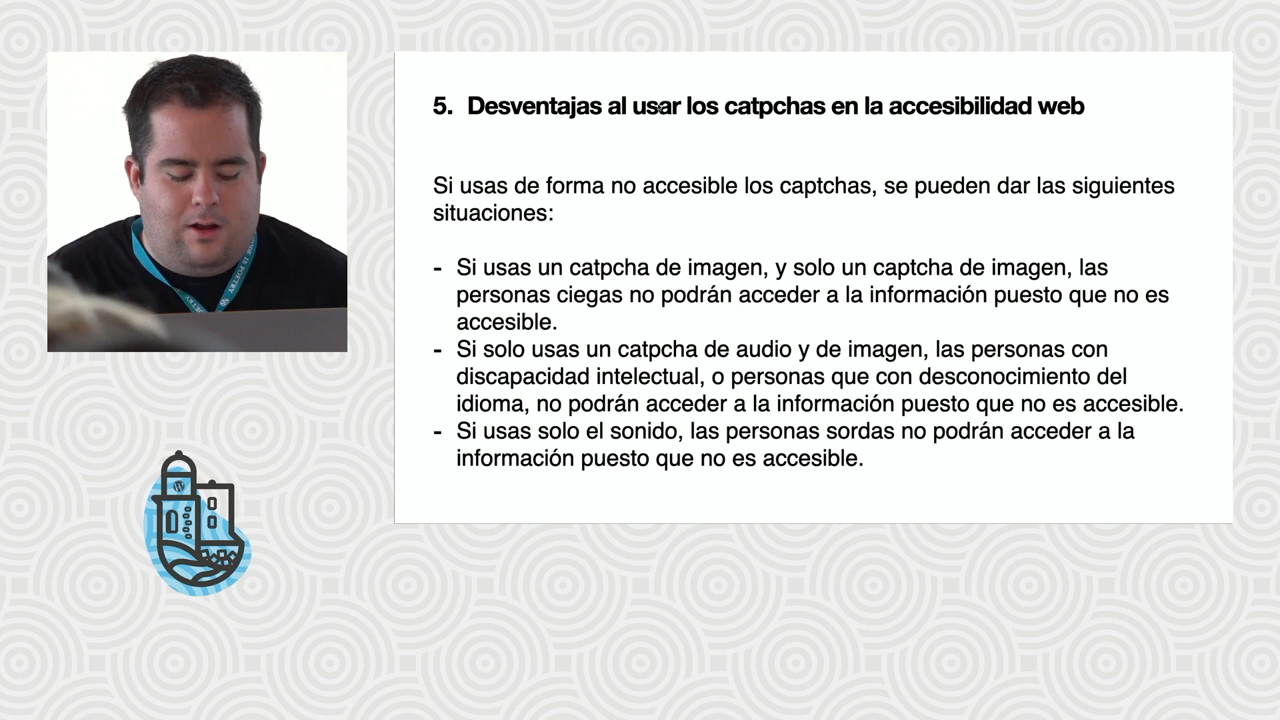 5. Desventajas al usar los catpchas en la accesibilidad web
Si usas de forma no accesible los captchas, se pueden dar las siguientes
situaciones:
- Si usas un catpcha de imagen, y solo un captcha de imagen, las
personas ciegas no podrán acceder a la información puesto que no es
accesible.
- Si solo usas un catpcha de audio y de imagen, las personas con
discapacidad intelectual, o personas que con desconocimiento del
idioma, no podrán acceder a la información puesto que no es accesible.
- Si usas solo el sonido, las personas sordas no podrán acceder a la
información puesto que no es accesible.
IS POETRY